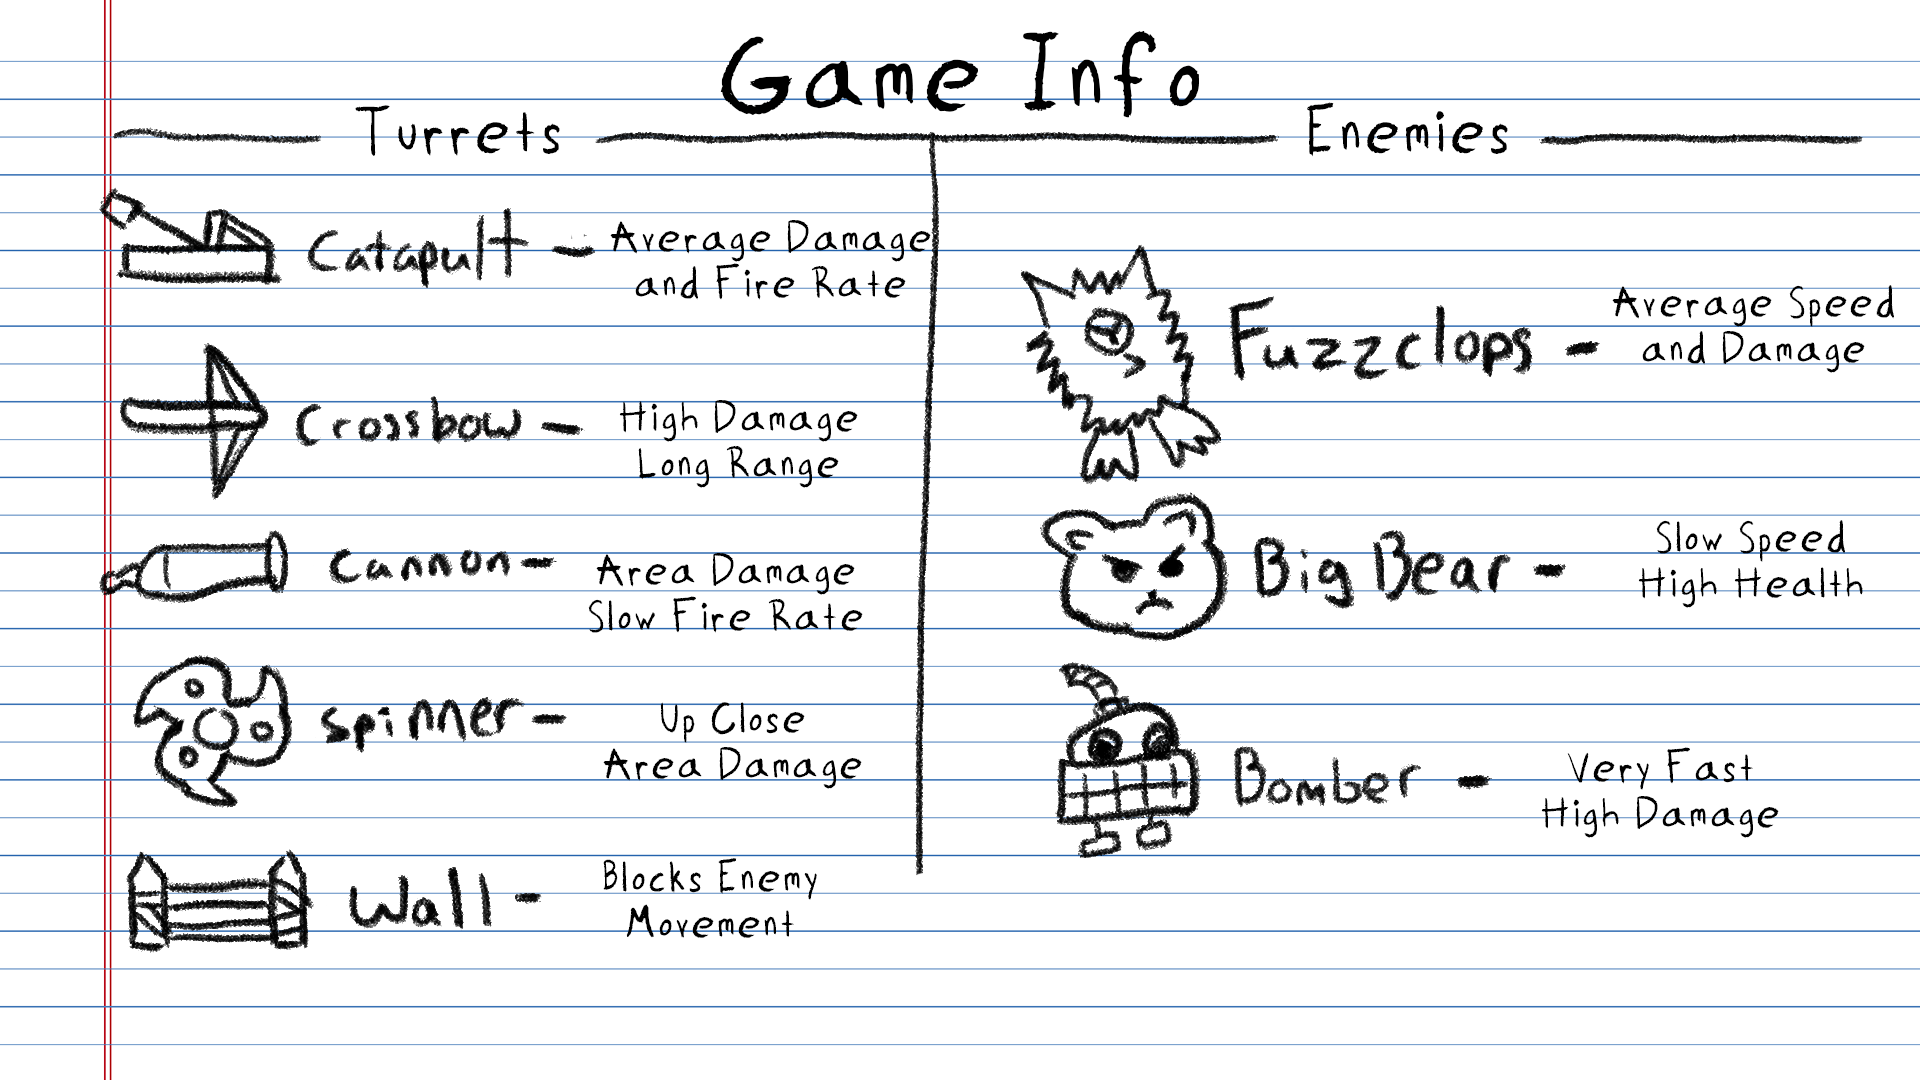 Game Info
Turrets
Catapult - Average Damage
and Fire Rate
Crossbow - High Damage
Long Range
Cannon - Area Damage
Slow Fire Rate
Spinner - Up Close
Area Damage
Wall - Blocks Enemy
Movement
Enemies
Fuzzclops - Average Speed
and Damage
Big Bear - Slow Speed
High Health
Bomber - Very Fast
High Damage